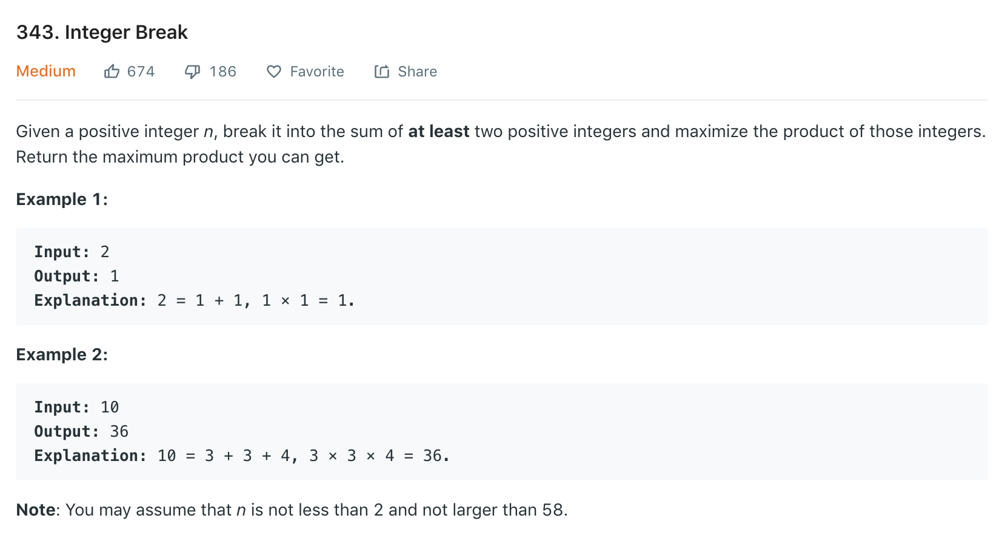 343. Integer Break
Medium 674 186 Favorite Share
Given a positive integer n, break it into the sum of at least two positive integers and maximize the product of those integers.
Return the maximum product you can get.
Example 1:
Input: 2
Output: 1
Explanation: 2 = 1 + 1, 1 × 1 = 1.
Example 2:
Input: 10
Output: 36
Explanation: 10 = 3 + 3 + 4, 3 × 3 × 4 = 36.
Note: You may assume that n is not less than 2 and not larger than 58.